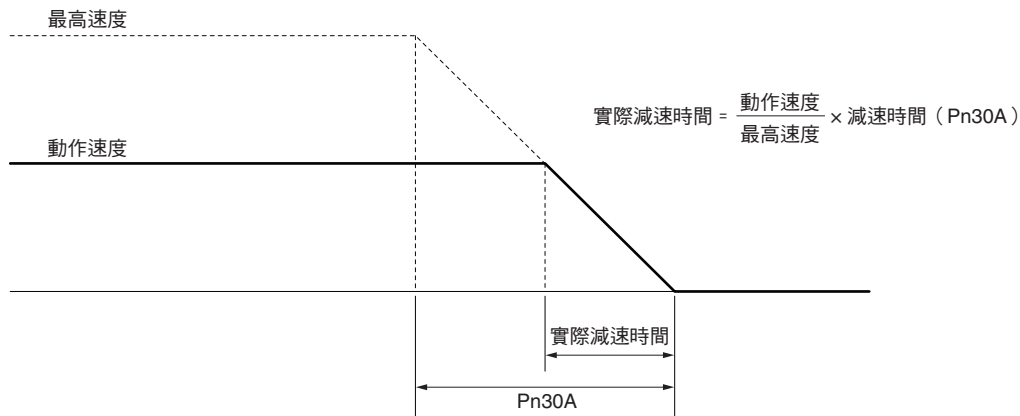 最高速度
實際減速時間 = 動作速度 / 最高速度 × 減速時間（Pn30A）
動作速度
實際減速時間
Pn30A